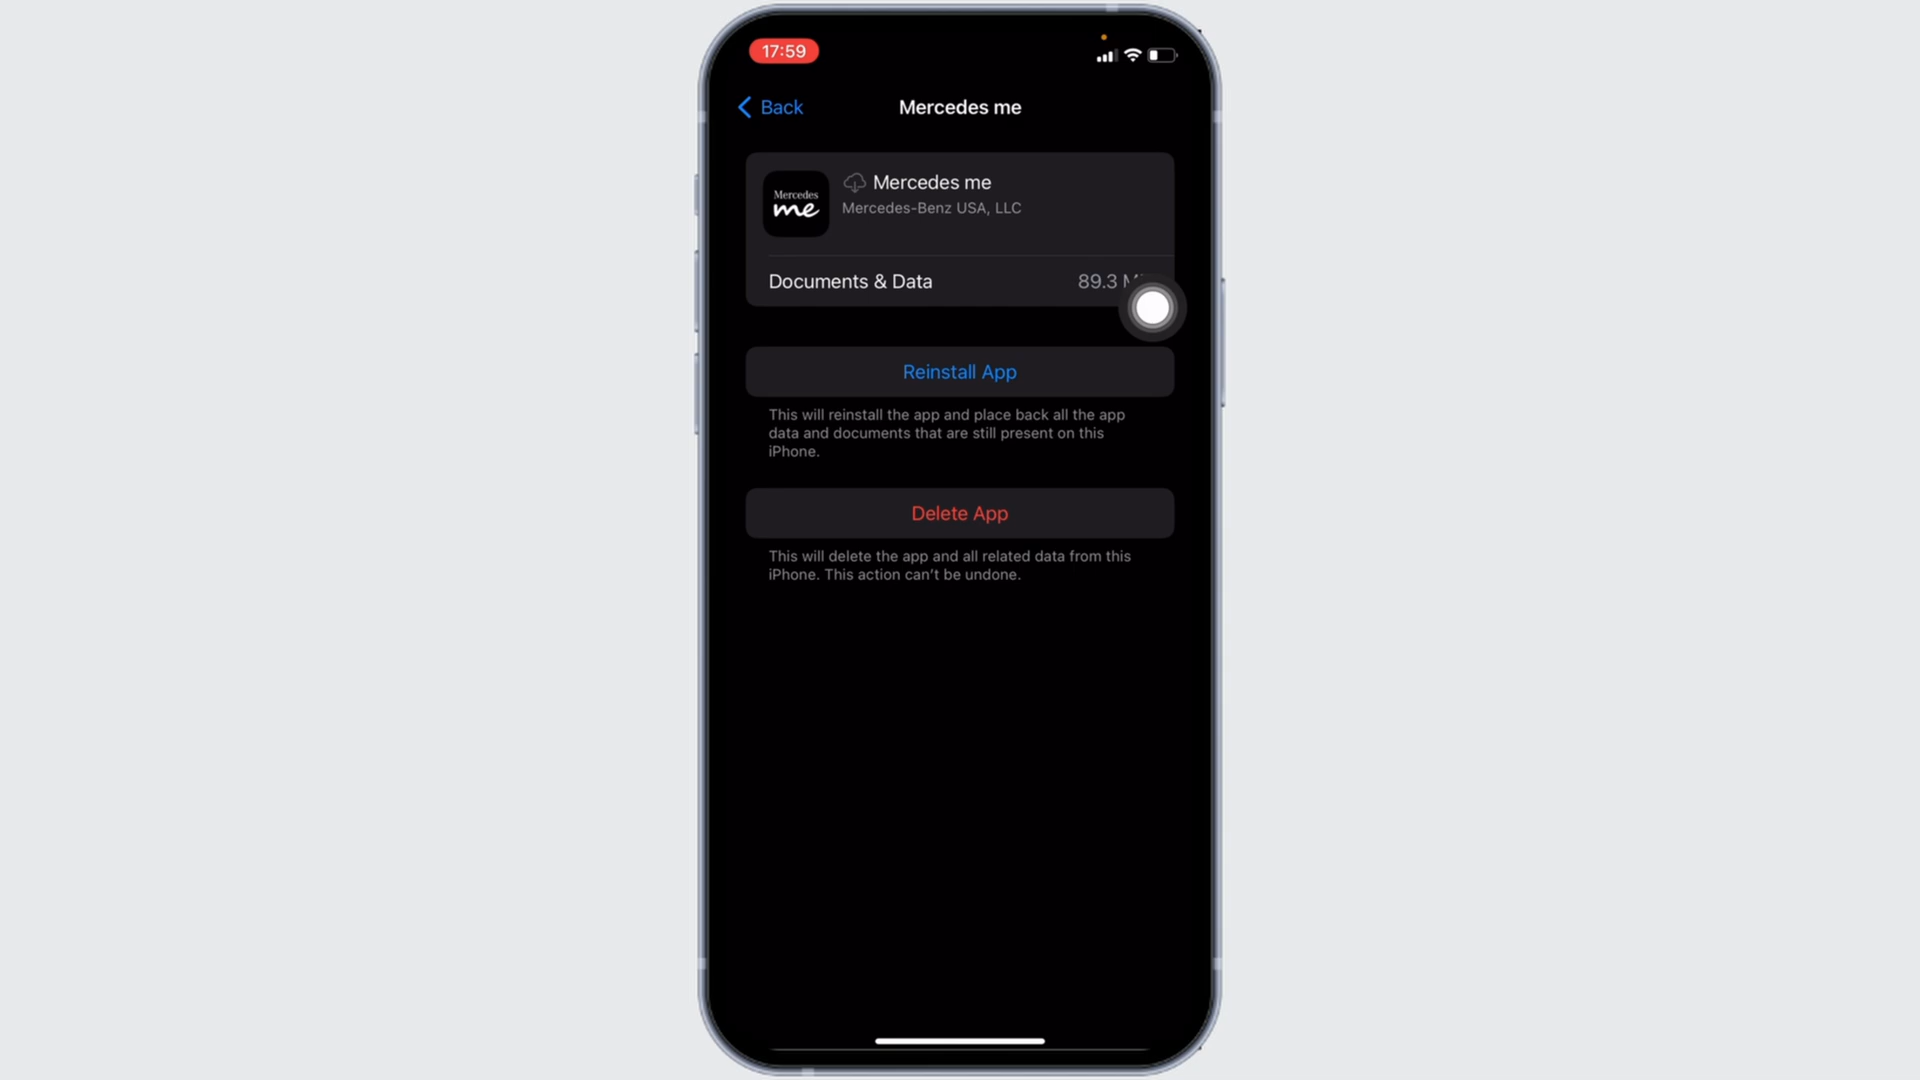 17:59
Back
Mercedes me
Mercedes
me
Mercedes me
Mercedes-Benz USA, LLC
Documents & Data
89.3
Reinstall App
This will reinstall the app and place back all the app
data and documents that are still present on this
iPhone.
Delete App
This will delete the app and all related data from this
iPhone. This action can't be undone.